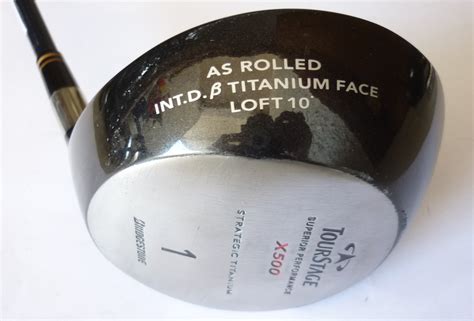 AS ROLLED
INT.D. β TITANIUM FACE
LOFT 10°
TOURSTAGE
SUPERIOR PERFORMANCE
X500
STRATEGIC TITANIUM
1
BRIDGESTONE